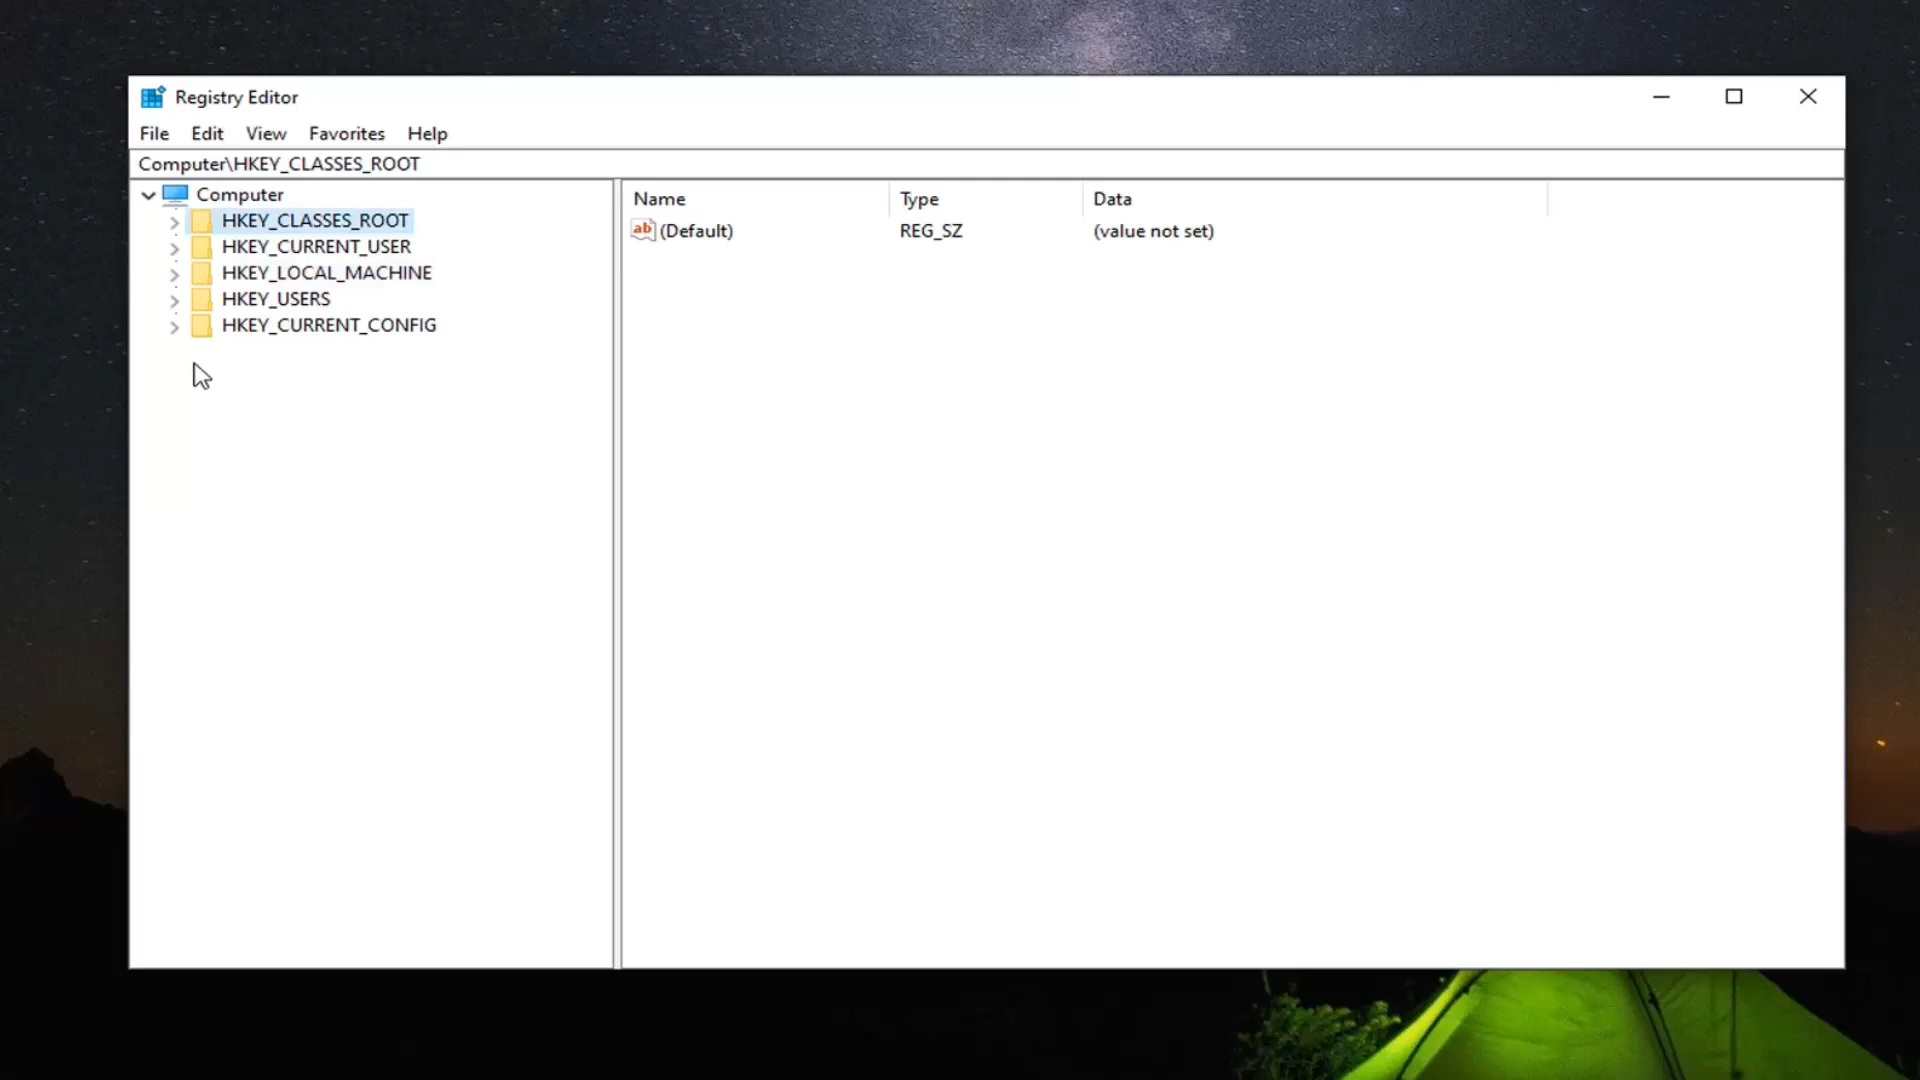 Registry Editor
File Edit View Favorites Help
Computer\HKEY_CLASSES_ROOT
Computer
HKEY_CLASSES_ROOT
HKEY_CURRENT_USER
HKEY_LOCAL_MACHINE
HKEY_USERS
HKEY_CURRENT_CONFIG
Name Type Data
ab (Default) REG_SZ (value not set)